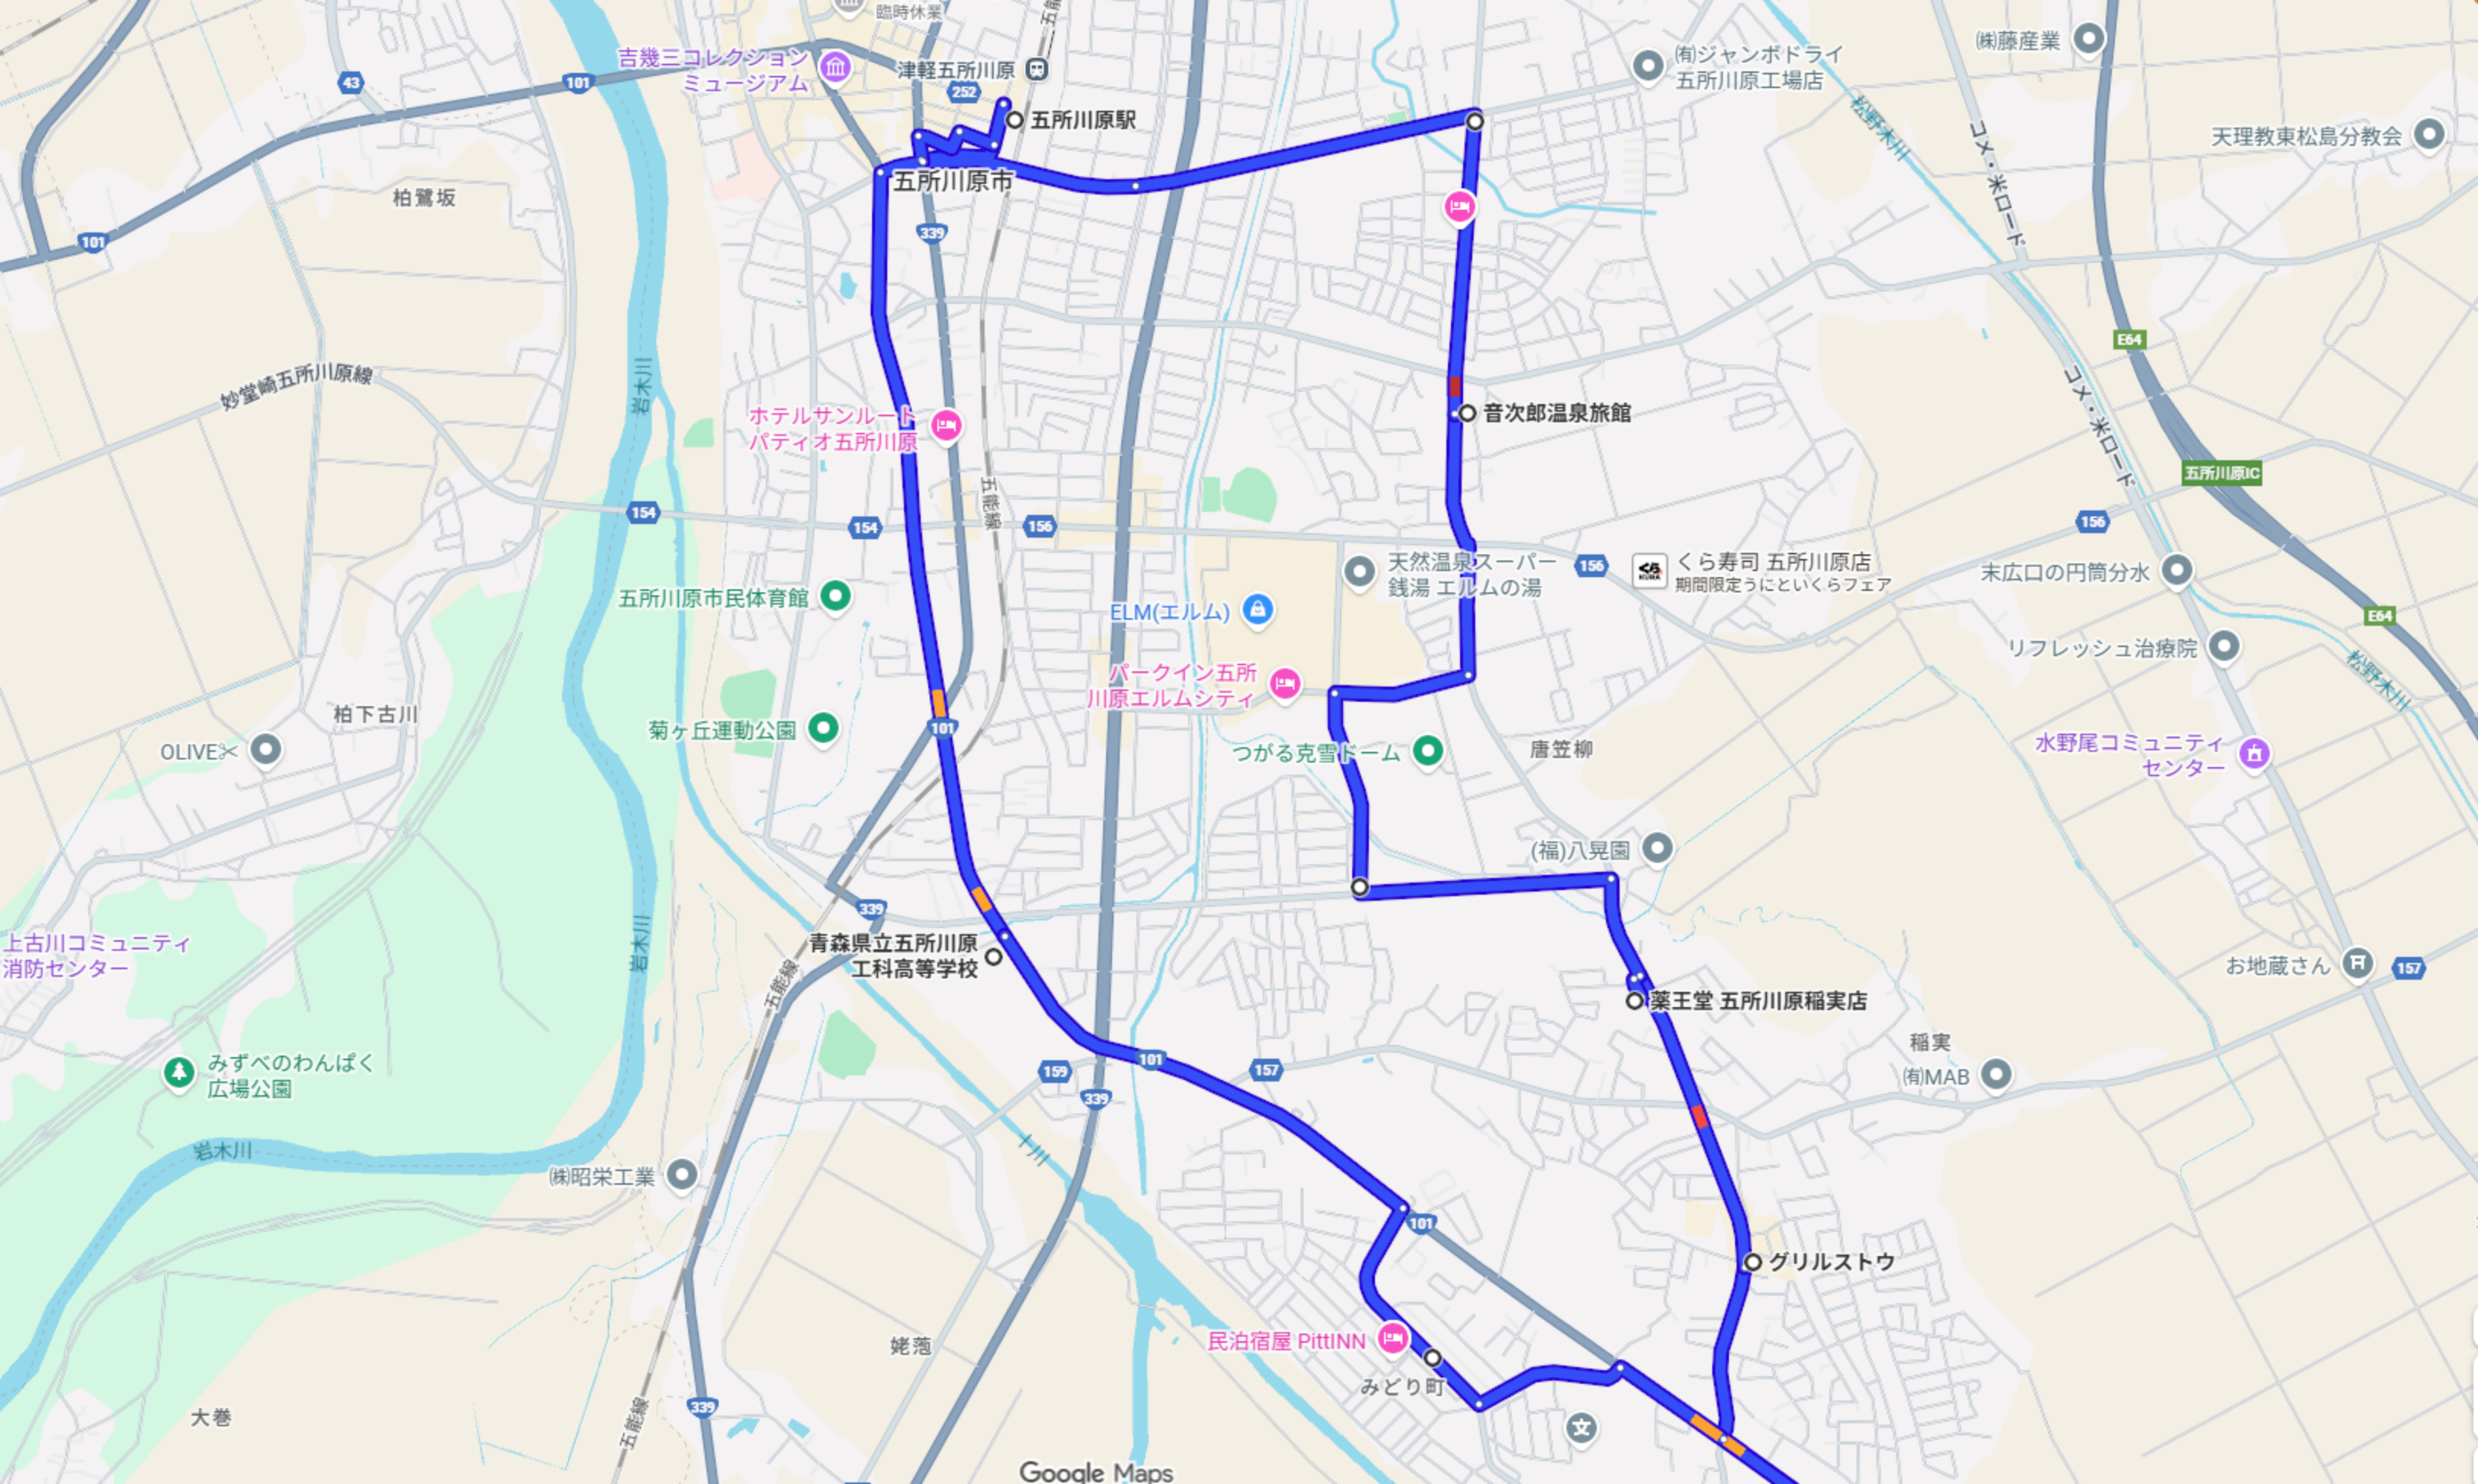 臨時休業
五能
吉幾三コレクション
ミュージアム
津軽五所川原
㈲ジャンボドライ
五所川原工場店
㈱藤産業
43
101
252
五所川原駅
松野木川
コメ・米ロード
天理教東松島分教会
柏鷺坂
五所川原市
101
339
妙堂崎五所川原線
岩木川
E64
コメ・米ロード
ホテルサンルート
パティオ五所川原
音次郎温泉旅館
五所川原IC
五能線
154
154
156
156
天然温泉スーパー
銭湯 エルムの湯
156
くら寿司 五所川原店
期間限定うにといくらフェア
末広口の円筒分水
五所川原市民体育館
ELM(エルム)
E64
リフレッシュ治療院
松野木川
パークイン五所
川原エルムシティ
柏下古川
OLIVE✂
菊ヶ丘運動公園
101
つがる克雪ドーム
唐笠柳
水野尾コミュニティ
センター
(福)八晃園
339
上古川コミュニティ
消防センター
岩木川
青森県立五所川原
工科高等学校
五能線
お地蔵さん
157
薬王堂 五所川原稲実店
みずべのわんぱく
広場公園
159
101
157
稲実
㈲MAB
339
岩木川
㈱昭栄工業
十川
101
グリルストウ
姥萢
民泊宿屋 PittINN
みどり町
大巻
五能線
339
文
Google Maps